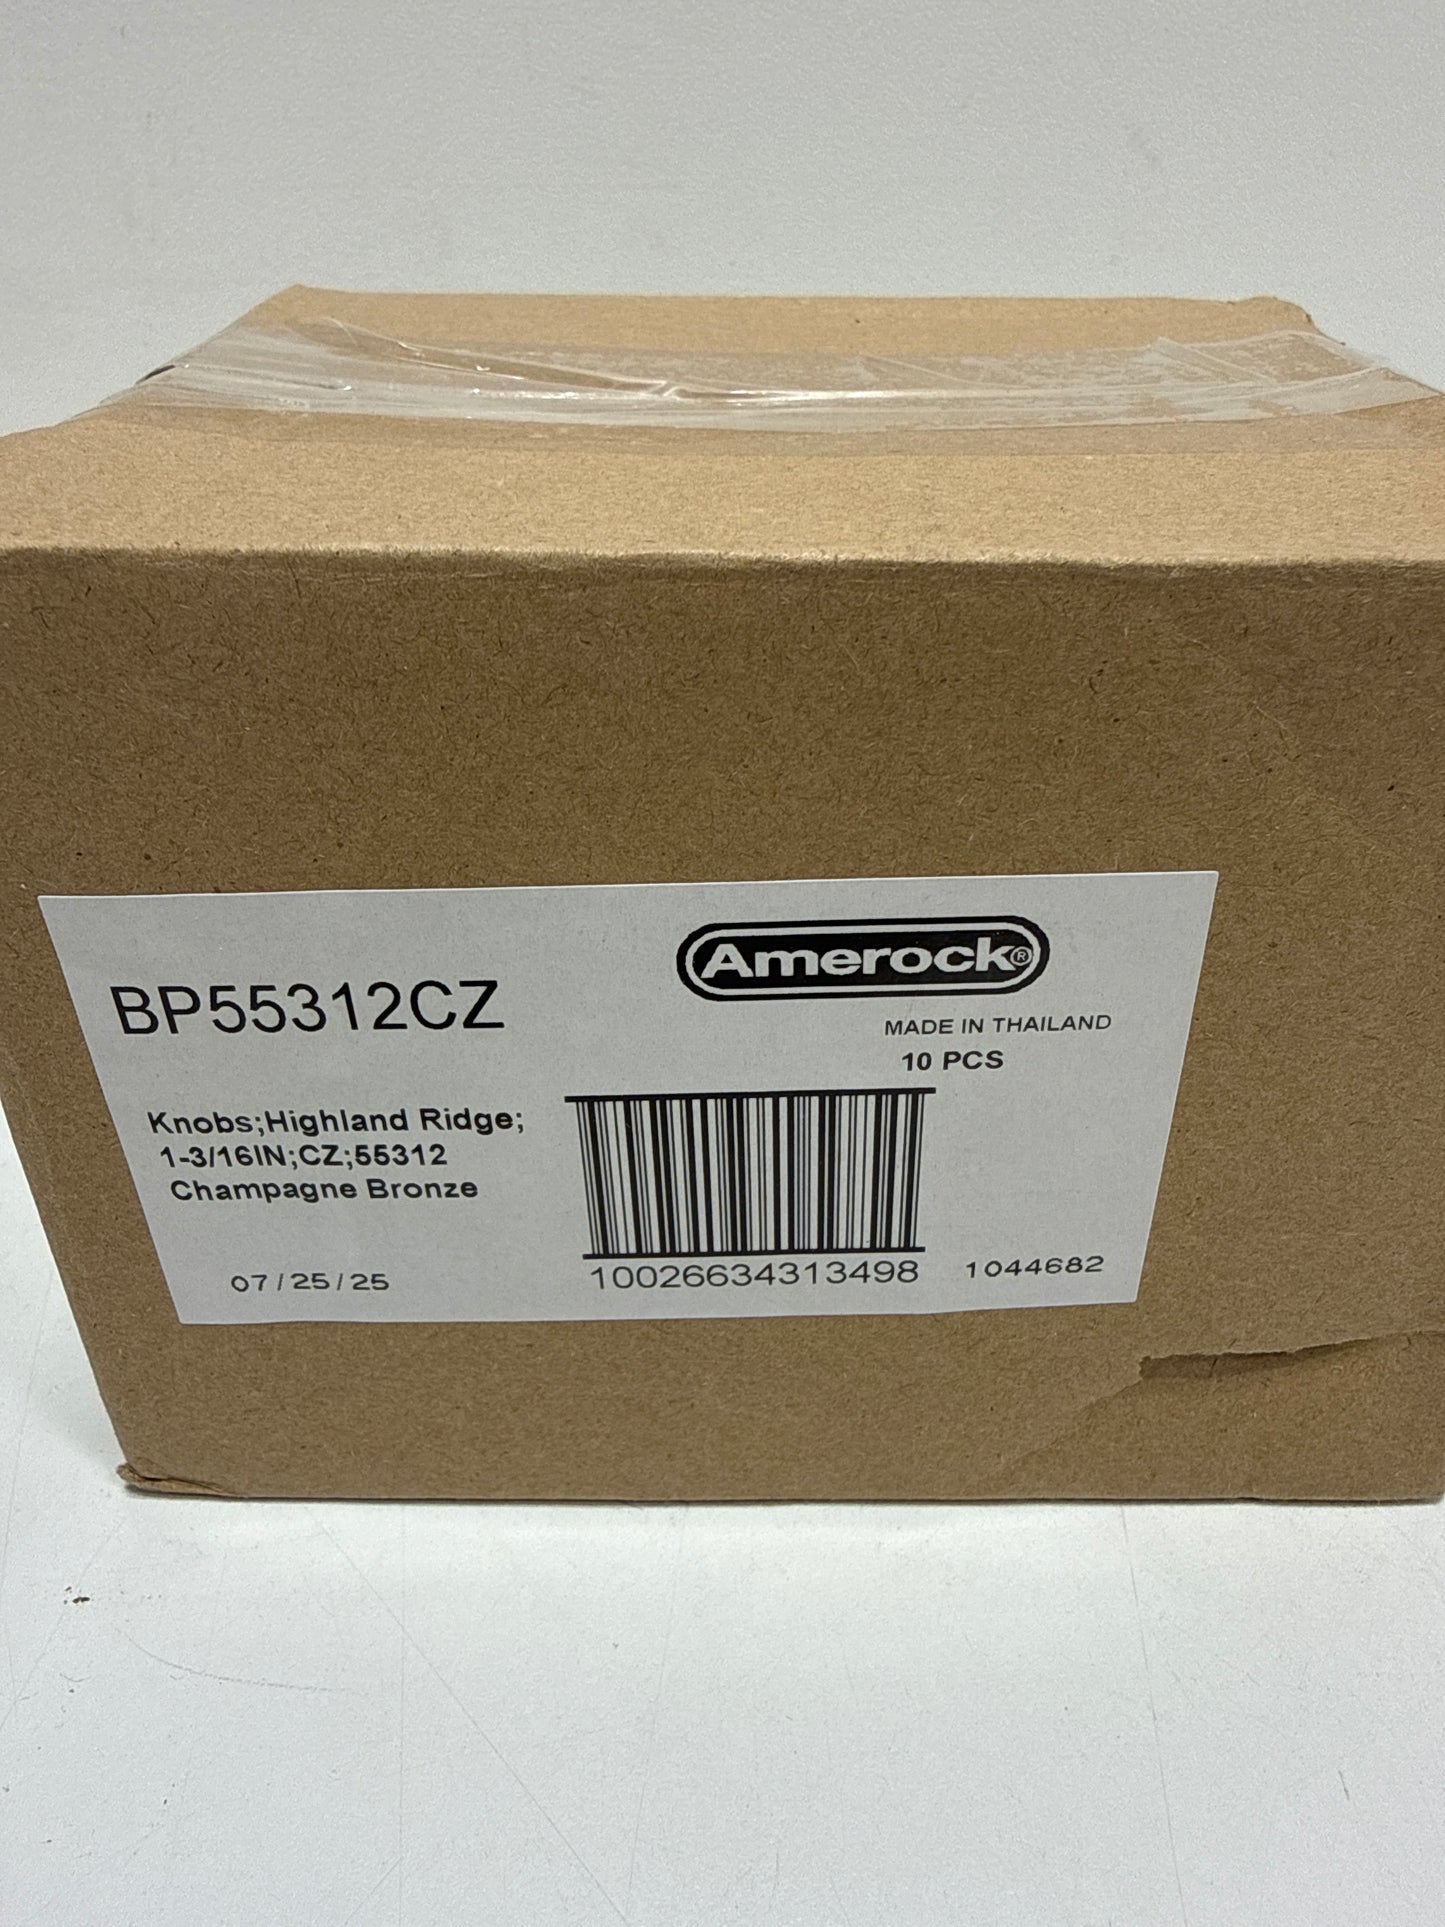 Amerock®
BP55312CZ
MADE IN THAILAND
10 PCS
Knobs;Highland Ridge;
1-3/16IN;CZ;55312
Champagne Bronze
07/25/25
10026634313498
1044682